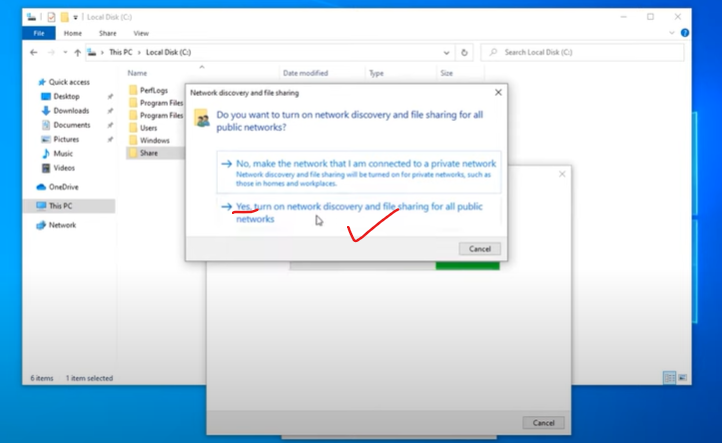 Local Disk (C:)
File Home Share View
This PC › Local Disk (C:)
Search Local Disk (C:)
Name Date modified Type Size
Quick access
Desktop
Downloads
Documents
Pictures
Music
Videos
OneDrive
This PC
Network
PerfLogs
Program Files
Program Files
Users
Windows
Share
Network discovery and file sharing
Do you want to turn on network discovery and file sharing for all
public networks?
No, make the network that I am connected to a private network
Network discovery and file sharing will be turned on for private networks, such as
those in homes and workplaces.
Yes, turn on network discovery and file sharing for all public
networks
Cancel
6 items 1 item selected
Cancel